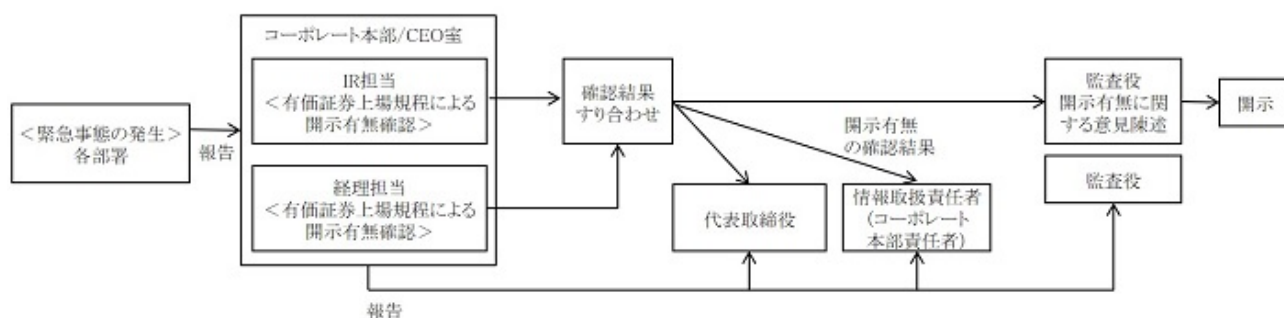 コーポレート本部/CEO室
IR担当
<有価証券上場規程による
開示有無確認>
<緊急事態の発生>
各部署
報告
経理担当
<有価証券上場規程による
開示有無確認>
確認結果
すり合わせ
開示有無
の確認結果
代表取締役
情報取扱責任者
(コーポレート
本部責任者)
監査役
開示有無に関
する意見陳述
監査役
開示
報告